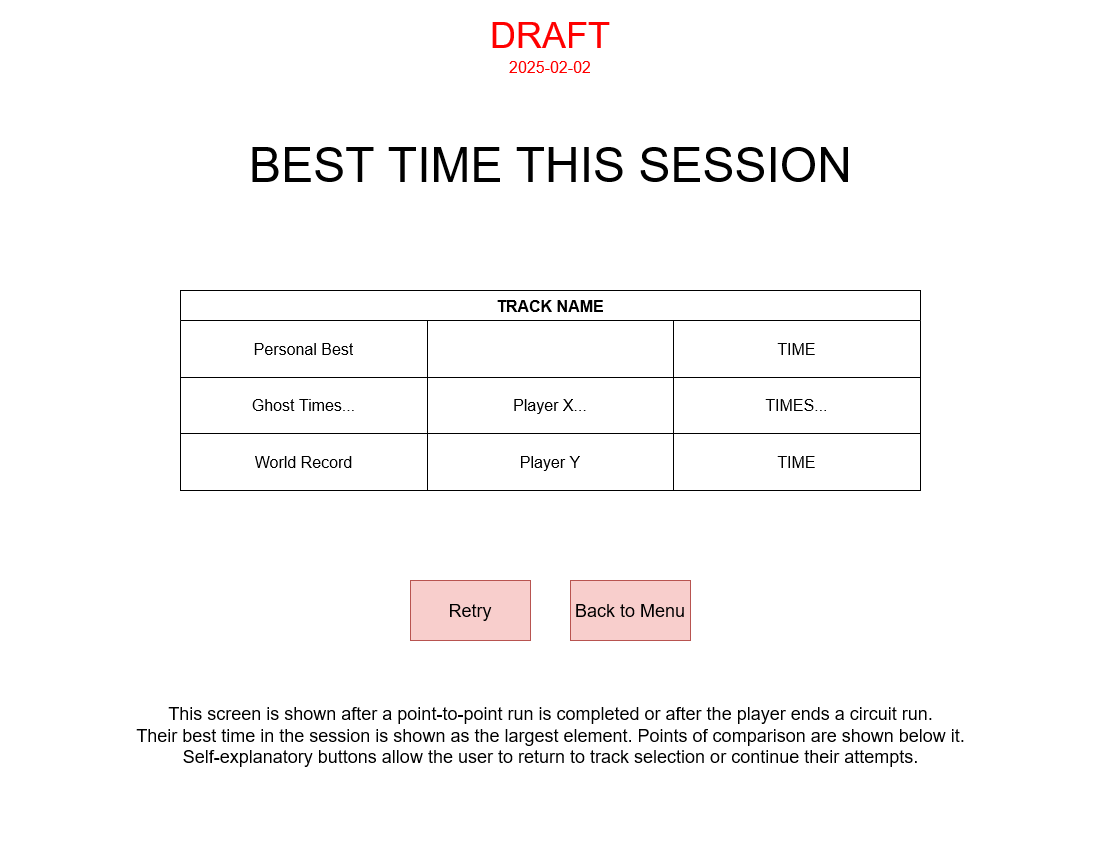 DRAFT
2025-02-02
BEST TIME THIS SESSION
TRACK NAME
Personal Best TIME
Ghost Times... Player X... TIMES...
World Record Player Y TIME
Retry Back to Menu
This screen is shown after a point-to-point run is completed or after the player ends a circuit run.
Their best time in the session is shown as the largest element. Points of comparison are shown below it.
Self-explanatory buttons allow the user to return to track selection or continue their attempts.